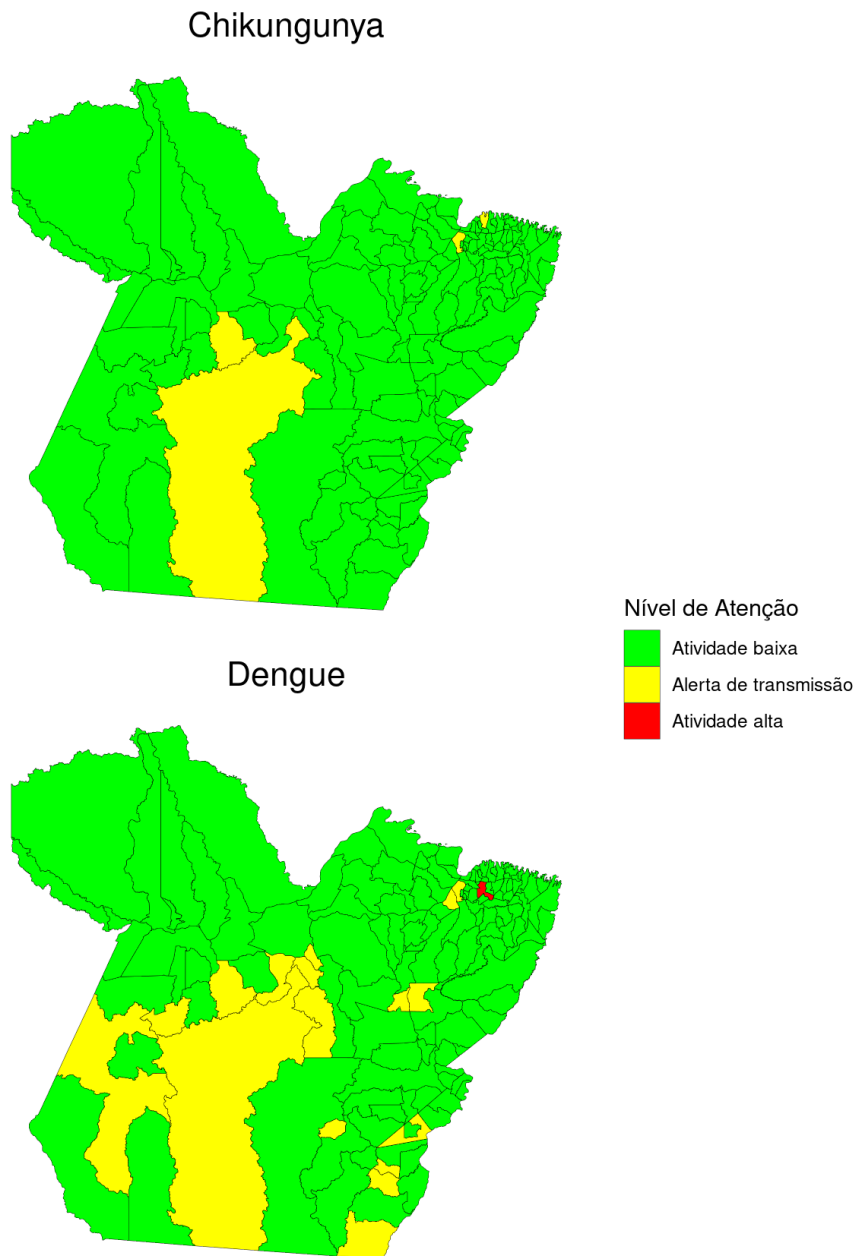 Chikungunya
Nível de Atenção
Atividade baixa
Alerta de transmissão
Atividade alta
Dengue